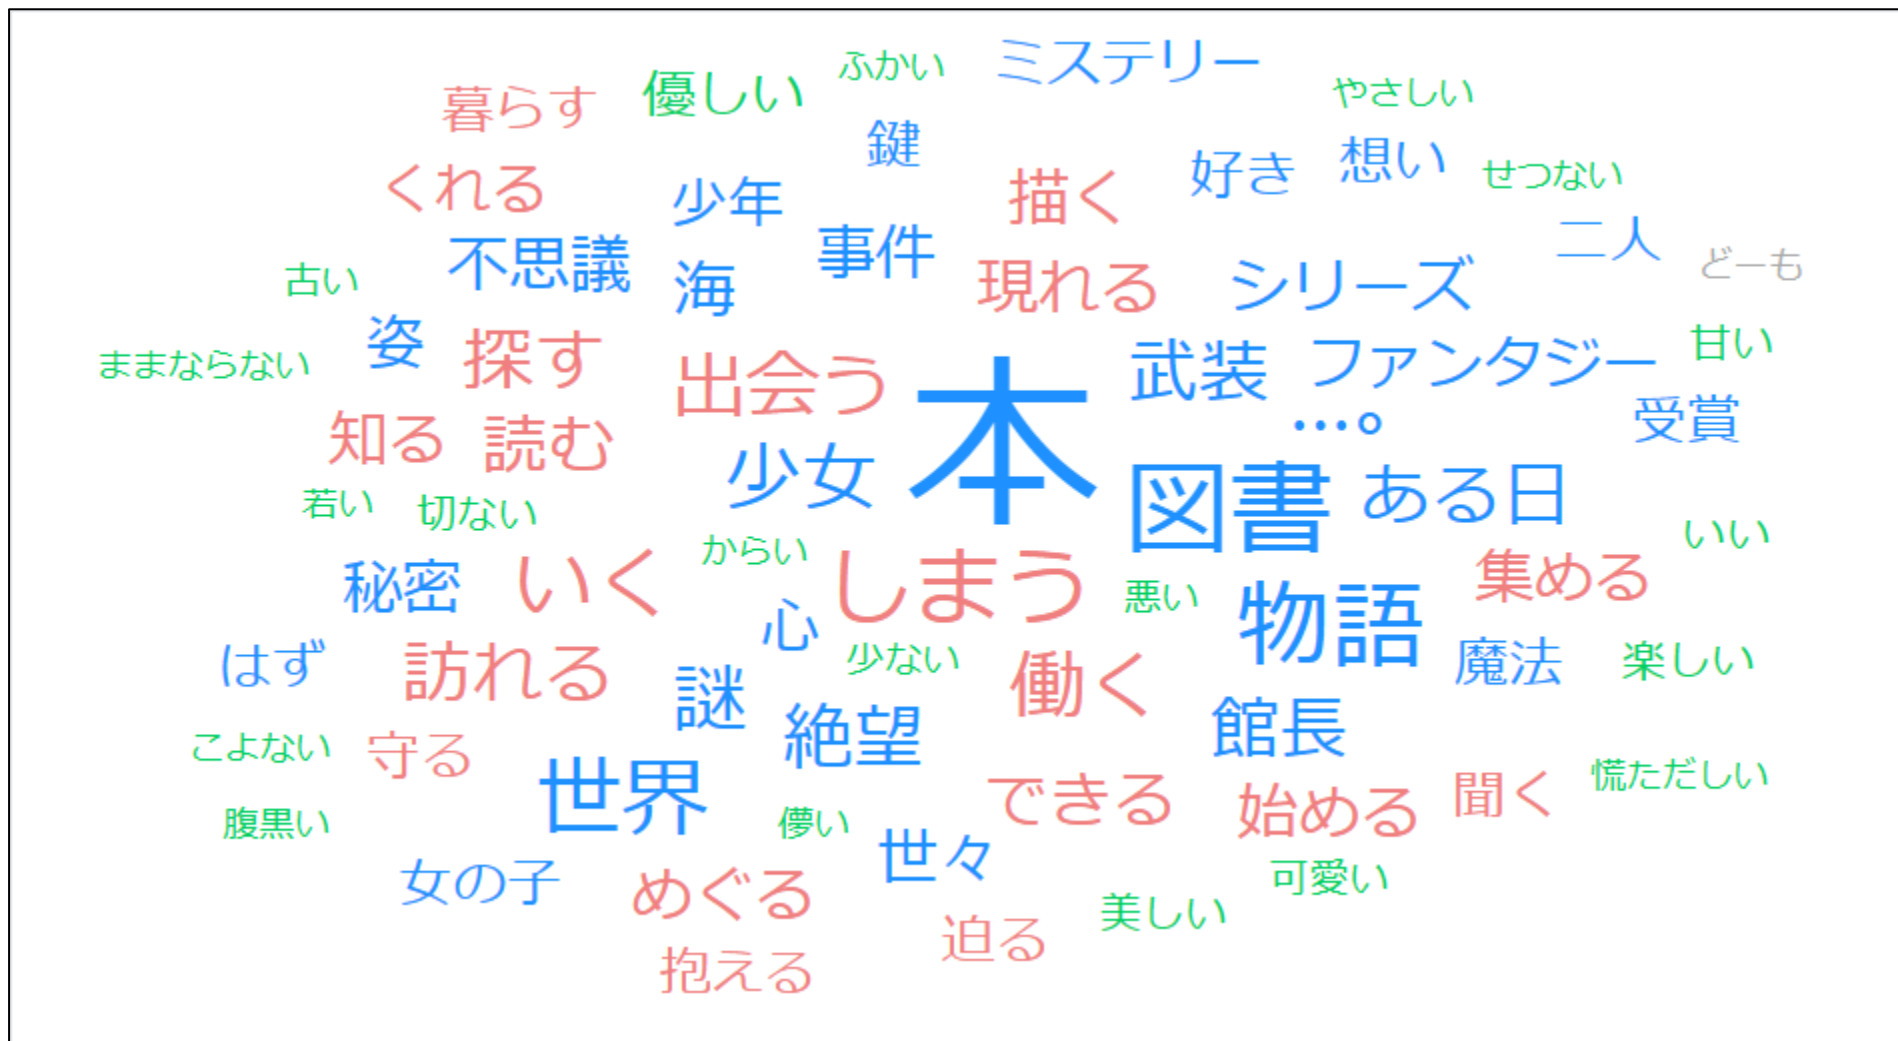 ふかい
ミステリー
暮らす
優しい
やさしい
鍵
くれる
少年
描く
好き
想い
せつない
古い
不思議
海
事件
現れる
シリーズ
二人
どーも
ままならない
姿
探す
出会う
本
武装
ファンタジー
甘い
…。
受賞
知る
読む
少女
図書
ある日
若い
切ない
からい
いい
秘密
いく
しまう
悪い
物語
集める
心
はず
訪れる
謎
少ない
働く
魔法
楽しい
こよない
守る
絶望
館長
世界
できる
始める
聞く
慌ただしい
腹黒い
儚い
女の子
めぐる
世々
可愛い
美しい
抱える
迫る